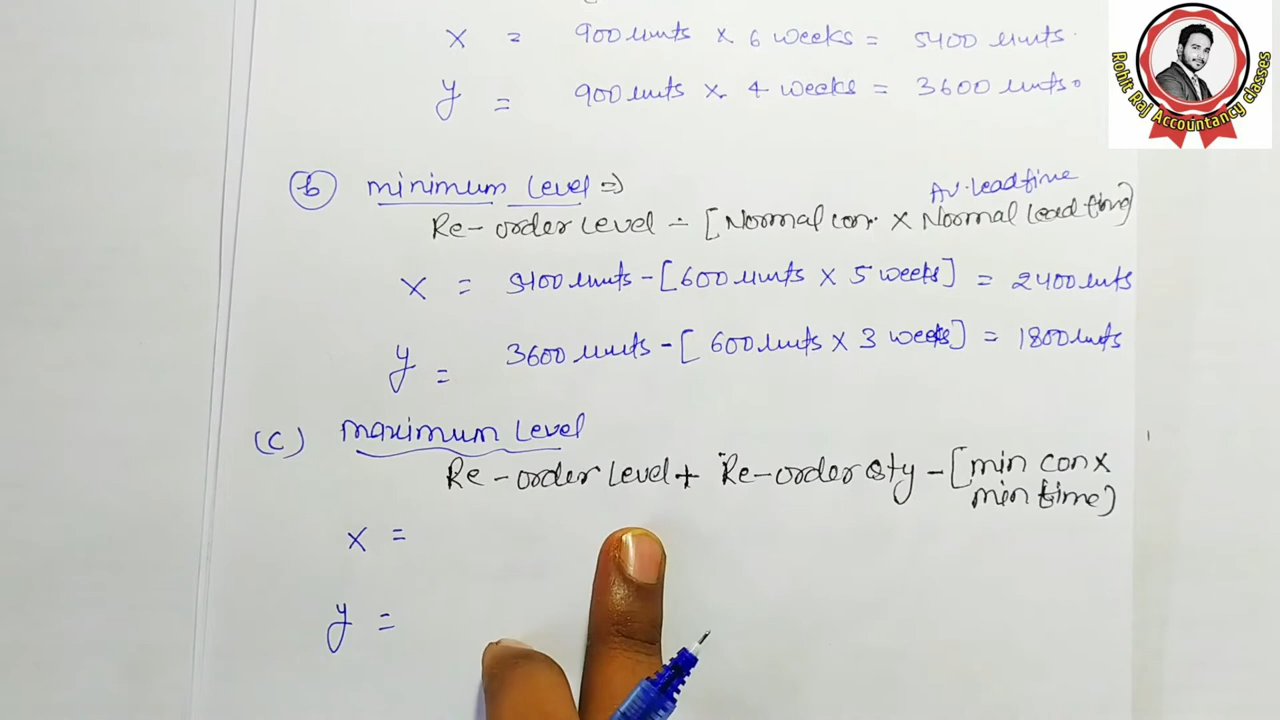 x = 900 units x 6 weeks = 5400 units.
y = 900 units x 4 weeks = 3600 units.
(b) minimum Level ⇒
Av. Lead time
Re-order Level - [Normal con. x Normal lead time]
x = 5400 units - [600 units x 5 weeks] = 2400 units
y = 3600 units - [600 units x 3 weeks] = 1800 units
(c) maximum Level
Re-order Level + Re-order Qty - [min con x
min time]
x =
y =
Rohit Raj Accountancy classes